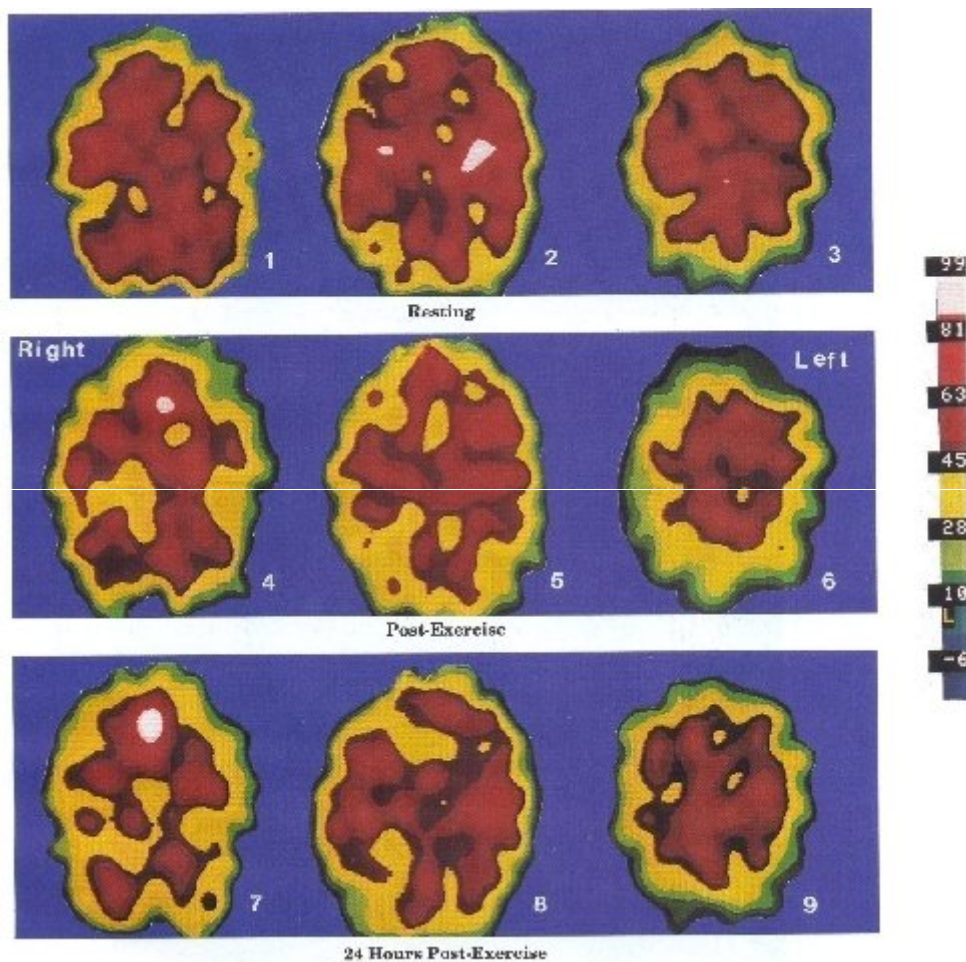 1 2 3
Resting
Right Left
4 5 6
Post-Exercise
7 8 9
24 Hours Post-Exercise
99
81
63
45
28
10
L
-6